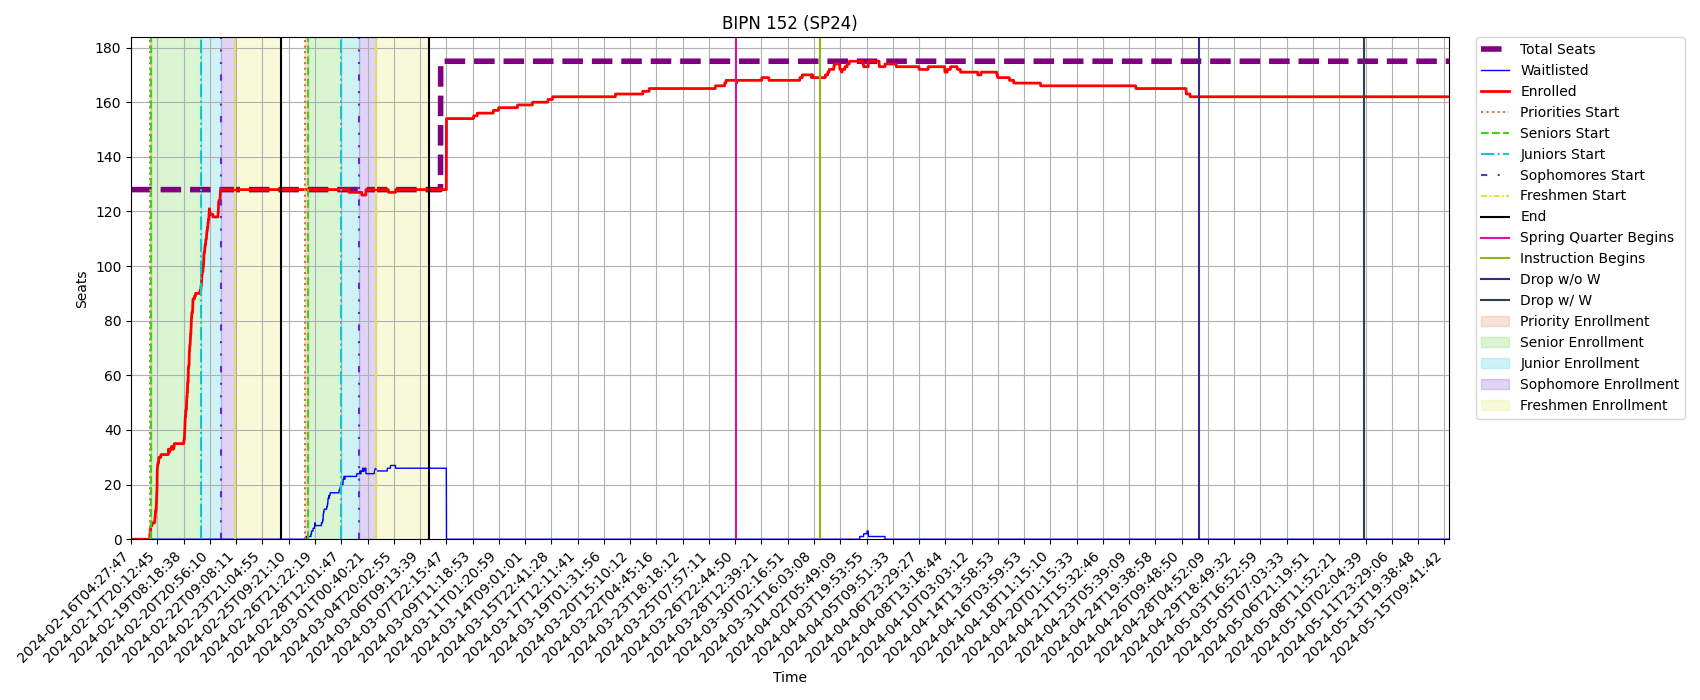 BIPN 152 (SP24)
Seats
180
160
140
120
100
80
60
40
20
0
2024-02-16T04:27:47
2024-02-17T20:12:45
2024-02-19T08:18:38
2024-02-20T20:56:10
2024-02-22T09:08:11
2024-02-23T21:04:55
2024-02-25T09:21:10
2024-02-26T21:22:19
2024-02-28T12:01:47
2024-03-01T00:40:21
2024-03-04T02:02:55
2024-03-06T09:13:39
2024-03-07T22:15:47
2024-03-09T11:18:53
2024-03-11T01:20:59
2024-03-14T09:01:01
2024-03-15T22:41:28
2024-03-17T12:11:41
2024-03-19T01:31:56
2024-03-20T15:10:12
2024-03-22T04:45:16
2024-03-23T18:18:12
2024-03-25T07:57:11
2024-03-26T22:44:50
2024-03-28T12:39:21
2024-03-30T02:16:51
2024-03-31T16:03:08
2024-04-02T05:49:09
2024-04-03T19:53:55
2024-04-05T09:51:33
2024-04-06T23:29:27
2024-04-08T13:18:44
2024-04-10T03:03:12
2024-04-14T13:58:53
2024-04-16T03:59:53
2024-04-18T11:15:10
2024-04-20T01:15:33
2024-04-21T15:32:46
2024-04-23T05:39:09
2024-04-24T19:38:58
2024-04-26T09:48:50
2024-04-28T04:52:09
2024-04-29T18:49:32
2024-05-03T16:52:59
2024-05-05T07:03:33
2024-05-06T21:19:51
2024-05-08T11:52:21
2024-05-10T02:04:39
2024-05-11T23:29:06
2024-05-13T19:38:48
2024-05-15T09:41:42
Time
Total Seats
Waitlisted
Enrolled
Priorities Start
Seniors Start
Juniors Start
Sophomores Start
Freshmen Start
End
Spring Quarter Begins
Instruction Begins
Drop w/o W
Drop w/ W
Priority Enrollment
Senior Enrollment
Junior Enrollment
Sophomore Enrollment
Freshmen Enrollment